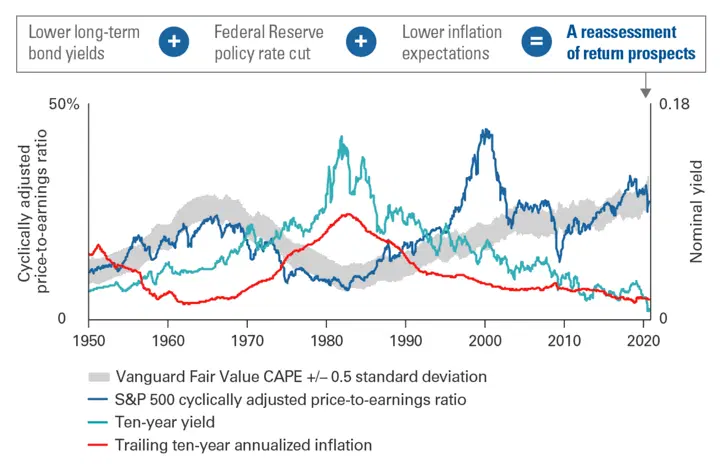 Lower long-term
bond yields
+
Federal Reserve
policy rate cut
+
Lower inflation
expectations
=
A reassessment
of return prospects
50%
0.18
Cyclically adjusted
price-to-earnings ratio
Nominal yield
0
0
1950 1960 1970 1980 1990 2000 2010 2020
Vanguard Fair Value CAPE +/– 0.5 standard deviation
S&P 500 cyclically adjusted price-to-earnings ratio
Ten-year yield
Trailing ten-year annualized inflation